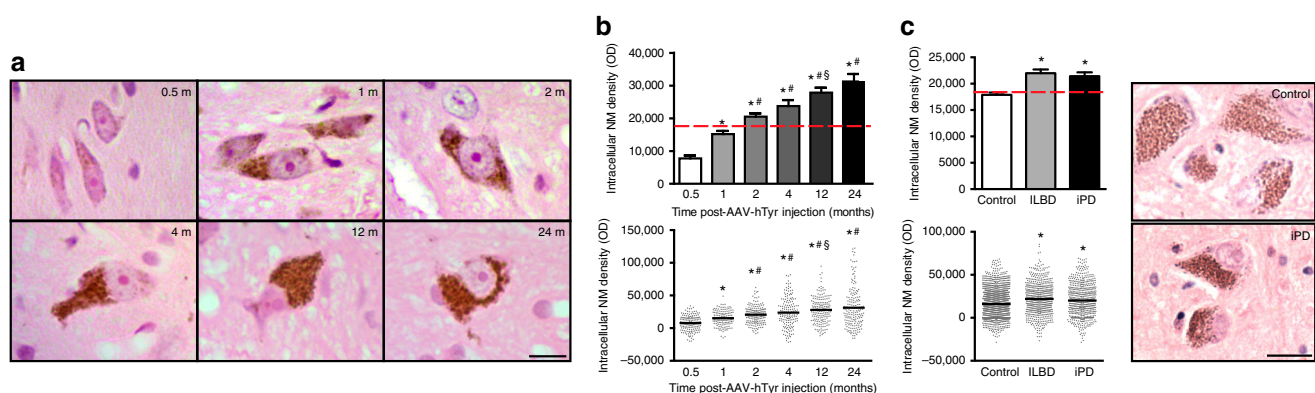 a
0.5 m
1 m
2 m
4 m
12 m
24 m
b
Intracellular NM density (OD)
40,000
30,000
20,000
10,000
0
*
* #
* #
* # §
* #
0.5 1 2 4 12 24
Time post-AAV-hTyr injection (months)
Intracellular NM density (OD)
150,000
100,000
50,000
0
–50,000
*
* #
* #
* # §
* #
0.5 1 2 4 12 24
Time post-AAV-hTyr injection (months)
c
Intracellular NM density (OD)
25,000
20,000
15,000
10,000
5000
0
* *
Control ILBD iPD
Intracellular NM density (OD)
100,000
50,000
0
–50,000
* *
Control ILBD iPD
Control
iPD